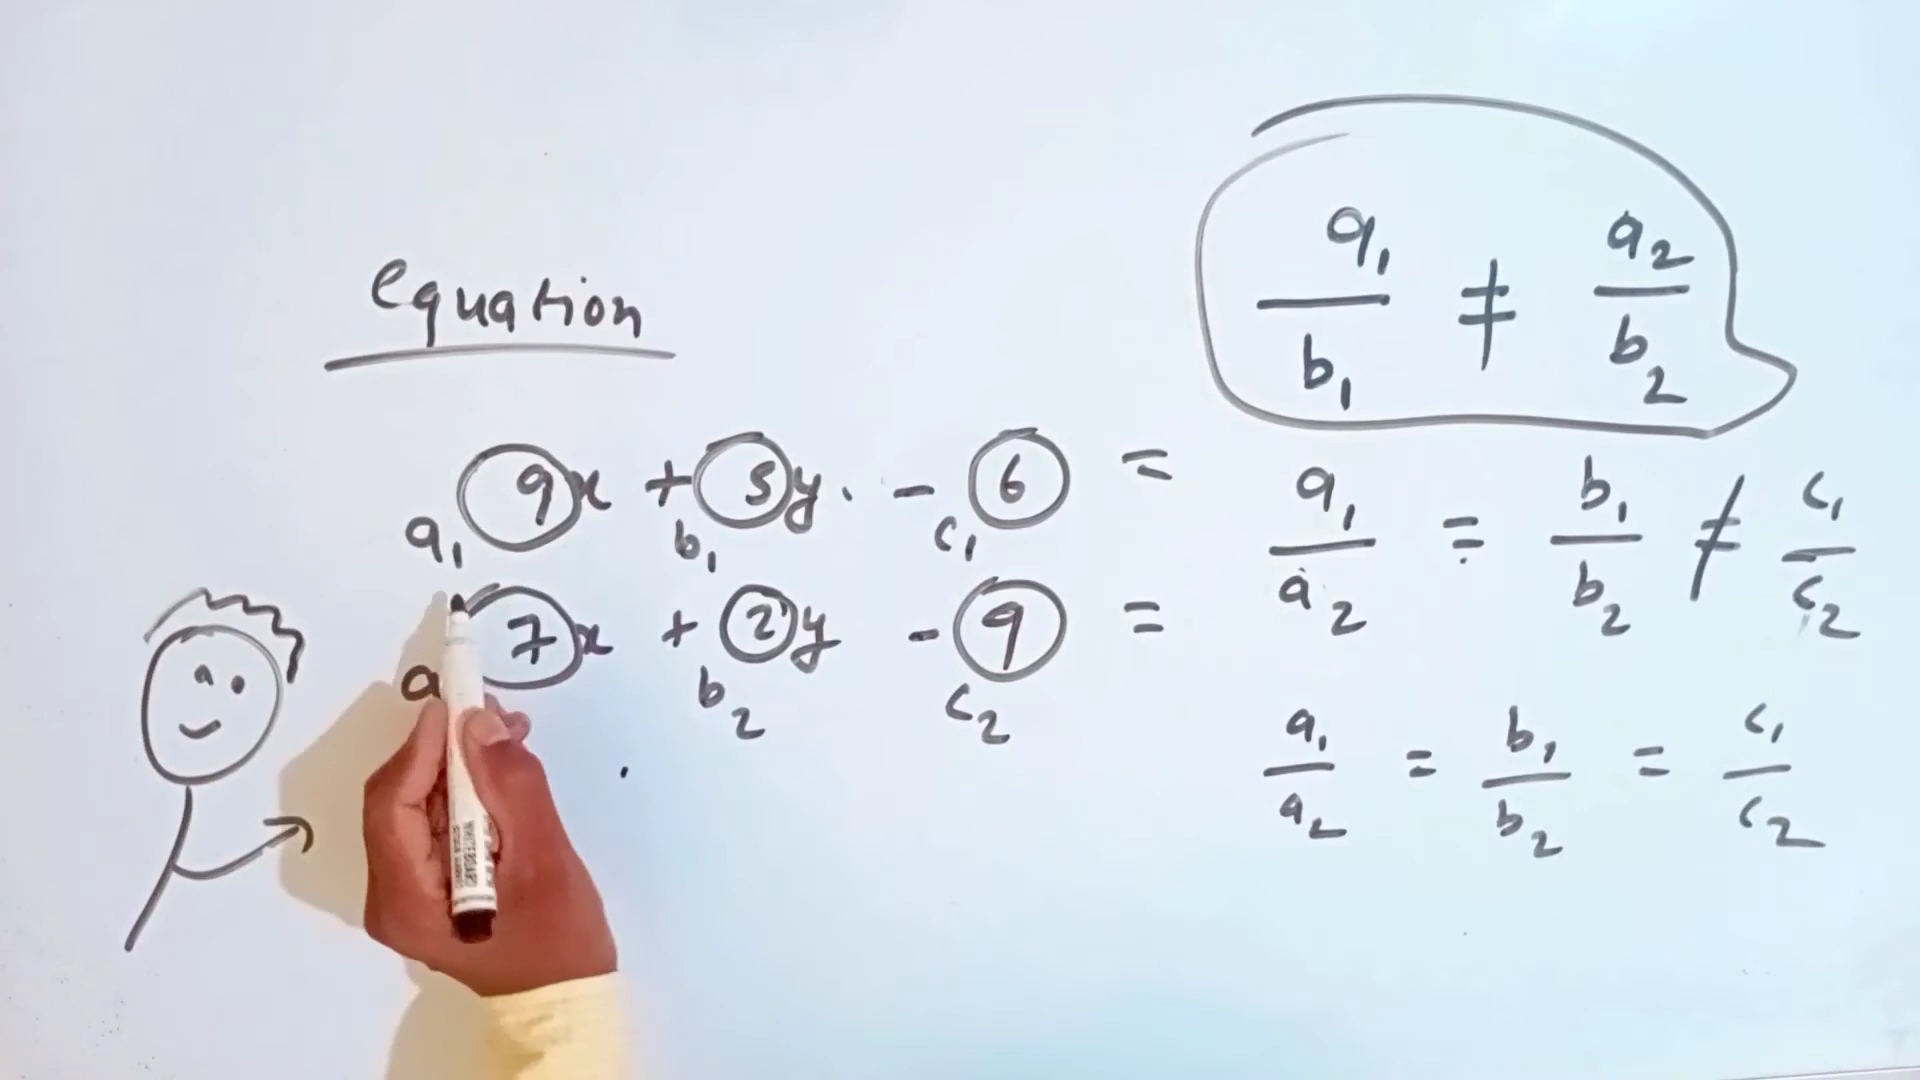 equation
a₁/b₁ ≠ a₂/b₂
9x + 5y. - 6 =
a₁ b₁ c₁
7x + 2y - 9 =
a b₂ c₂
a₁/a₂ = b₁/b₂ ≠ c₁/c₂
a₁/a₂ = b₁/b₂ = c₁/c₂
WHITEBOARD